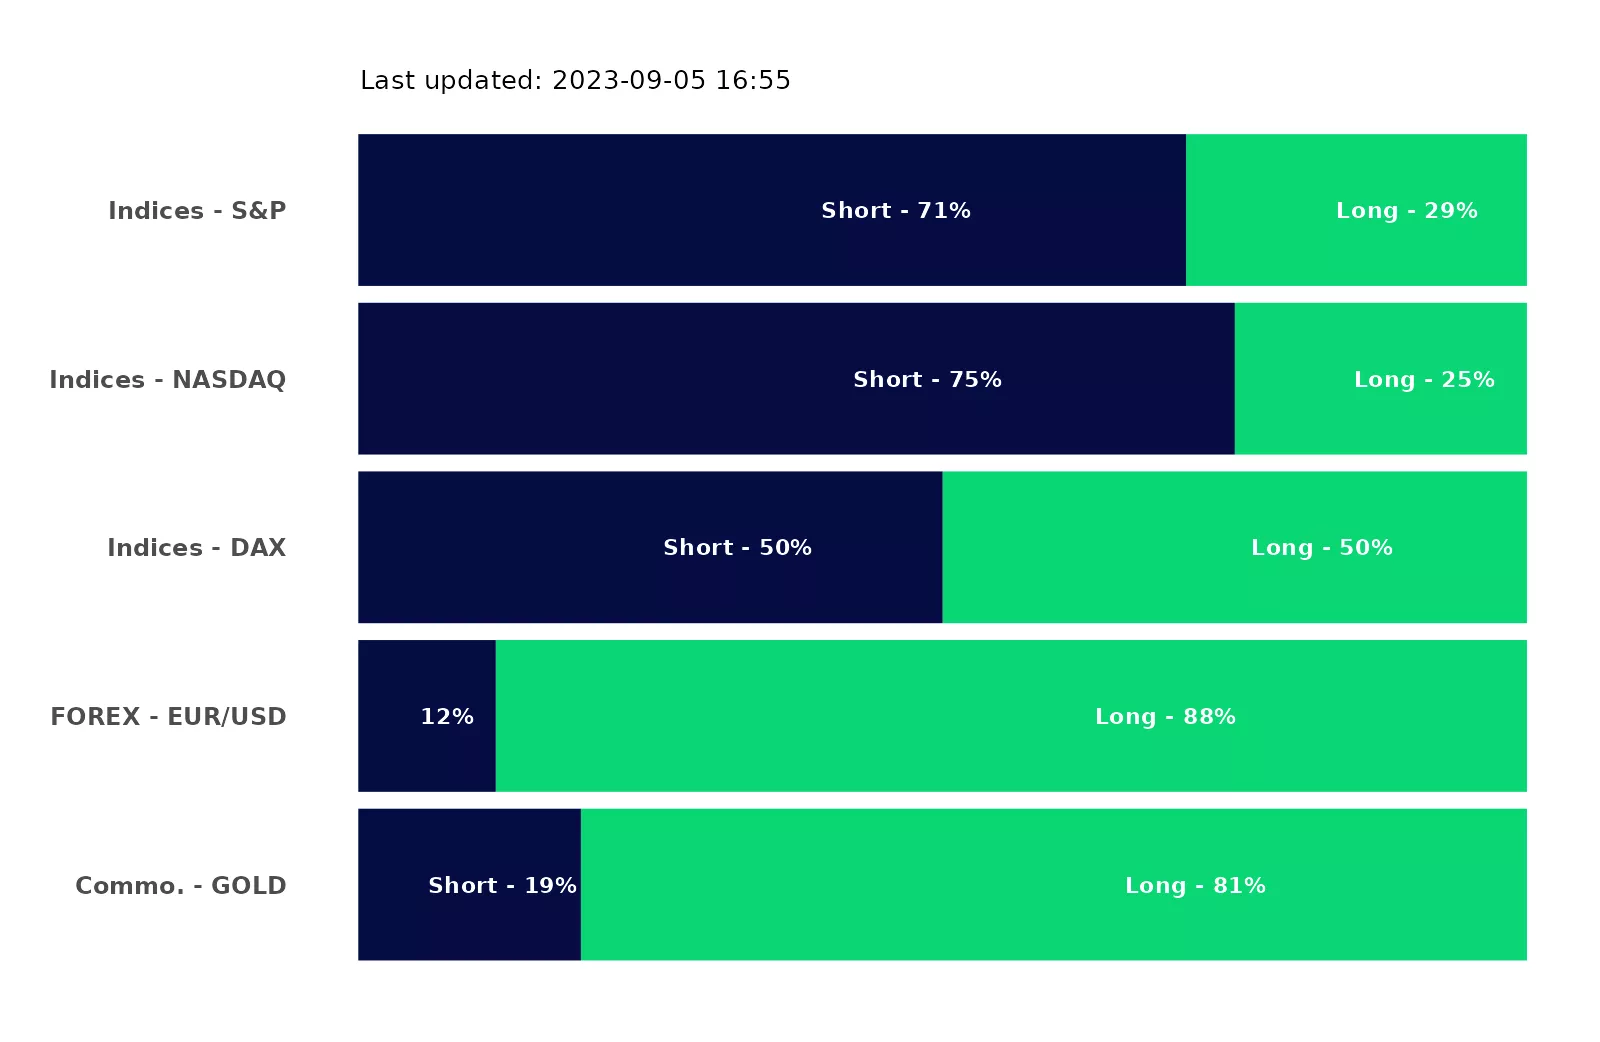 Last updated: 2023-09-05 16:55
Indices - S&P Short - 71% Long - 29%
Indices - NASDAQ Short - 75% Long - 25%
Indices - DAX Short - 50% Long - 50%
FOREX - EUR/USD 12% Long - 88%
Commo. - GOLD Short - 19% Long - 81%